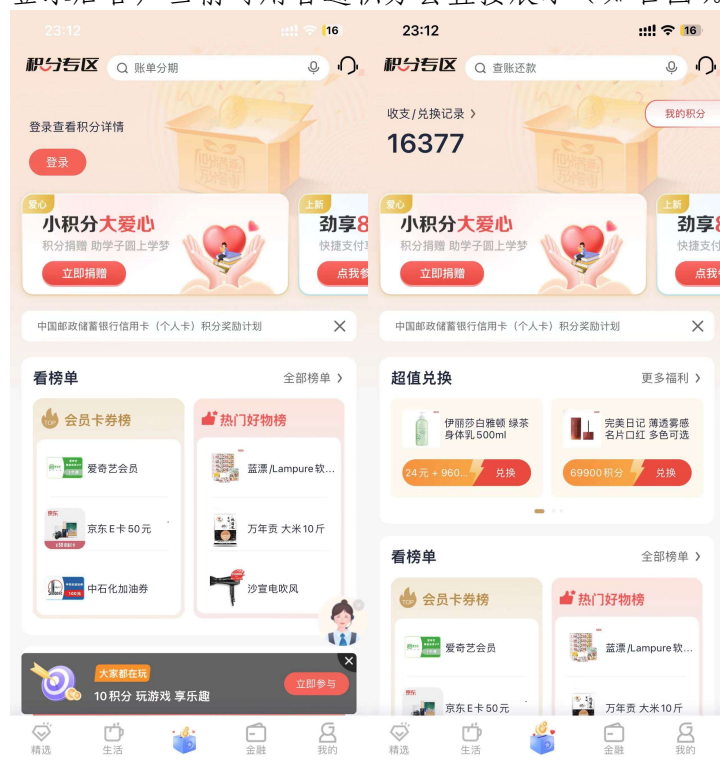 23:12
16
积分专区
账单分期
登录查看积分详情
登录
爱心
小积分大爱心
积分捐赠 助学子圆上学梦
立即捐赠
上新
劲享8
快捷支付
点我
中国邮政储蓄银行信用卡（个人卡）积分奖励计划
看榜单
全部榜单
TOP 会员卡券榜
热门好物榜
爱奇艺会员
蓝漂/Lampure软...
京东E卡50元
万年贡 大米10斤
中石化加油券
沙宣电吹风
大家都在玩
10积分 玩游戏 享乐趣
立即参与
精选
生活
金融
我的
23:12
16
积分专区
查账还款
收支/兑换记录
我的积分
16377
爱心
小积分大爱心
积分捐赠 助学子圆上学梦
立即捐赠
上新
劲享
快捷支付
点我
中国邮政储蓄银行信用卡（个人卡）积分奖励计划
超值兑换
更多福利
伊丽莎白雅顿 绿茶
身体乳 500ml
24元 + 960...
兑换
完美日记 薄透雾感
名片口红 多色可选
69900积分
兑换
看榜单
全部榜单
TOP 会员卡券榜
热门好物榜
爱奇艺会员
蓝漂/Lampure软...
京东E卡50元
万年贡 大米10斤
精选
生活
金融
我的